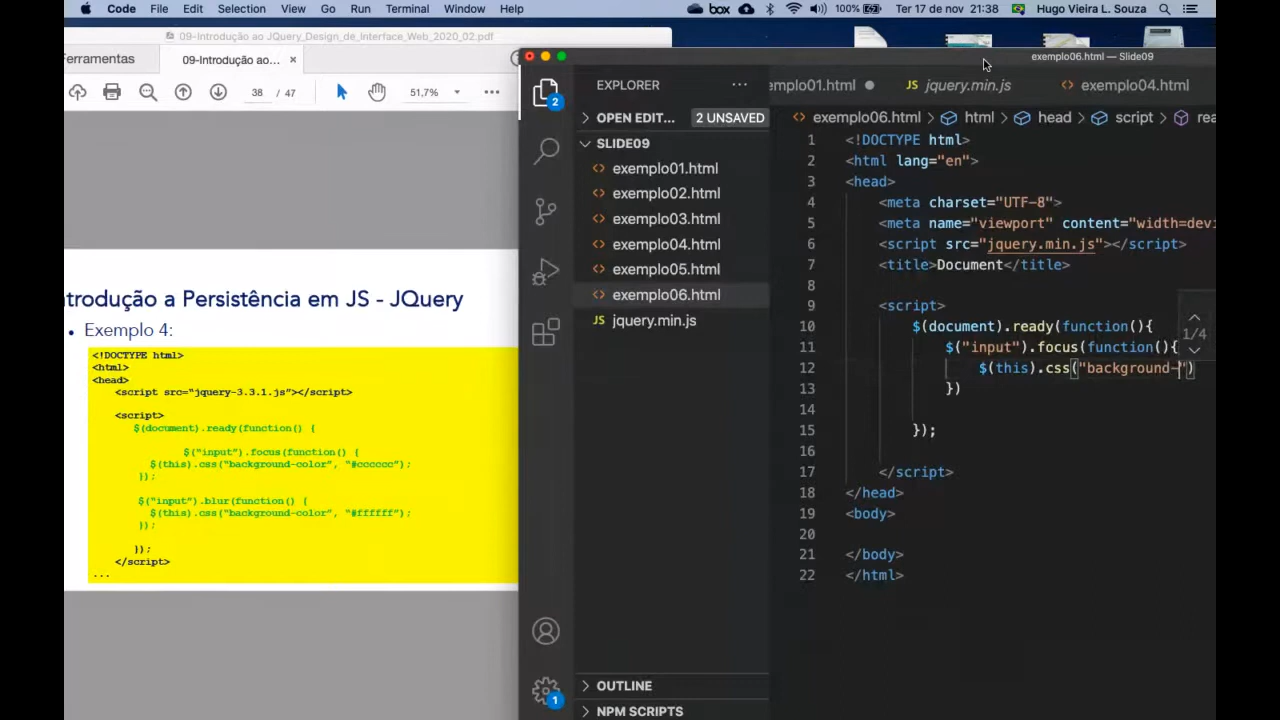 Code File Edit Selection View Go Run Terminal Window Help box 100% Ter 17 de nov 21:38 Hugo Vieira L. Souza
09-Introdução ao JQuery_Design_de_Interface_Web_2020_02.pdf
erramentas 09-Introdução ao... ×
38 / 47 51,7%
ntrodução a Persistência em JS - JQuery
• Exemplo 4:
<!DOCTYPE html>
<html>
<head>
<script src="jquery-3.3.1.js"></script>
<script>
$(document).ready(function() {
$("input").focus(function() {
$(this).css("background-color", "#cccccc");
});
$("input").blur(function() {
$(this).css("background-color", "#ffffff");
});
});
</script>
...
exemplo06.html — Slide09
2
EXPLORER
OPEN EDIT... 2 UNSAVED
SLIDE09
exemplo01.html
exemplo02.html
exemplo03.html
exemplo04.html
exemplo05.html
exemplo06.html
JS jquery.min.js
OUTLINE
NPM SCRIPTS
1
emplo01.html JS jquery.min.js exemplo04.html
exemplo06.html > html > head > script > rea
1 <!DOCTYPE html>
2 <html lang="en">
3 <head>
4 <meta charset="UTF-8">
5 <meta name="viewport" content="width=devi
6 <script src="jquery.min.js"></script>
7 <title>Document</title>
8
9 <script>
10 $(document).ready(function(){
11 $("input").focus(function(){
12 $(this).css("background-")
13 })
14
15 });
16
17 </script>
18 </head>
19 <body>
20
21 </body>
22 </html>
1/4